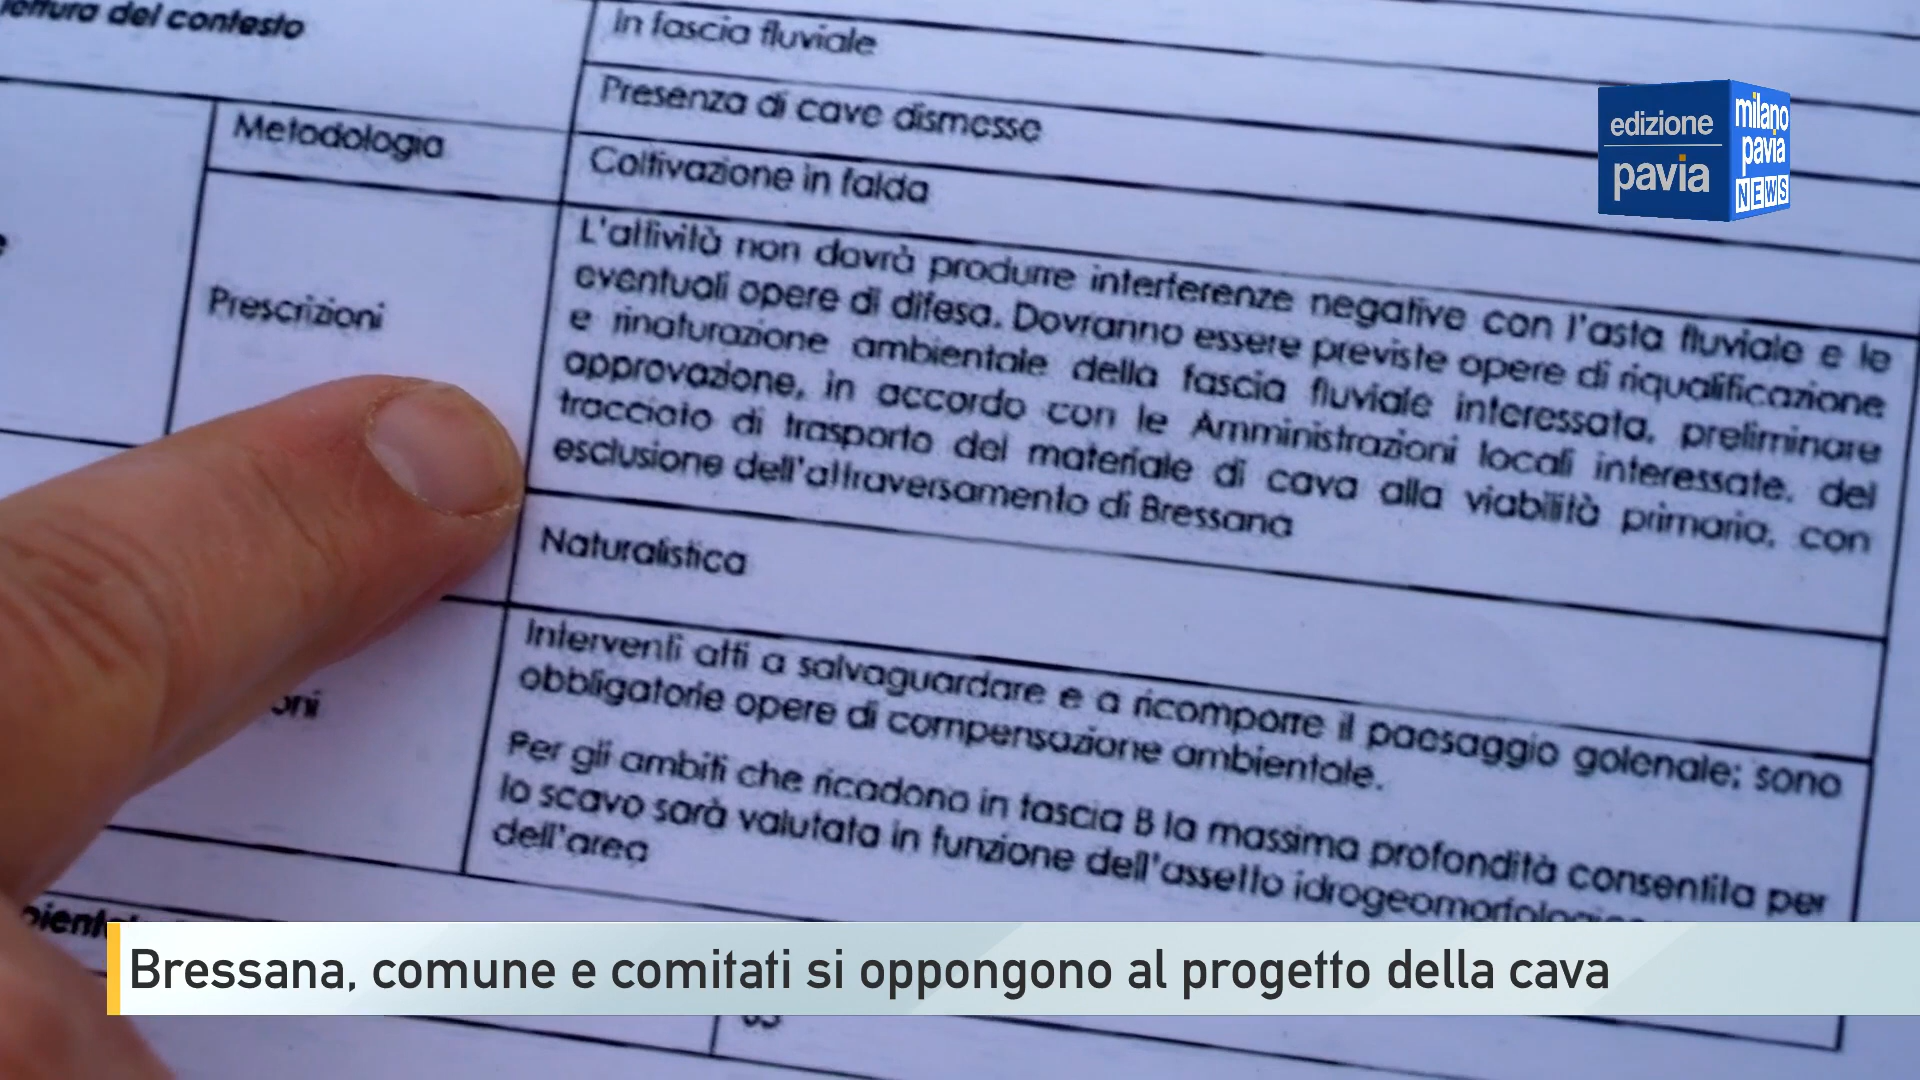 lettura del contesto
In fascia fluviale
Presenza di cave dismesse
Metodologia
Coltivazione in falda
Prescrizioni
L'attività non dovrà produrre interferenze negative con l'asta fluviale e le
eventuali opere di difesa. Dovranno essere previste opere di riqualificazione
e rinaturazione ambientale della fascia fluviale interessata, preliminare
approvazione, in accordo con le Amministrazioni locali interessate, del
tracciato di trasporto del materiale di cava alla viabilità primaria, con
esclusione dell'attraversamento di Bressana
Naturalistica
oni
Interventi atti a salvaguardare e a ricomporre il paesaggio golenale; sono
obbligatorie opere di compensazione ambientale.
Per gli ambiti che ricadono in fascia B la massima profondità consentita per
lo scavo sarà valutata in funzione dell'assetto idrogeomorfologico
dell'area
edizione
pavia
milano
pavia
NEWS
Bressana, comune e comitati si oppongono al progetto della cava